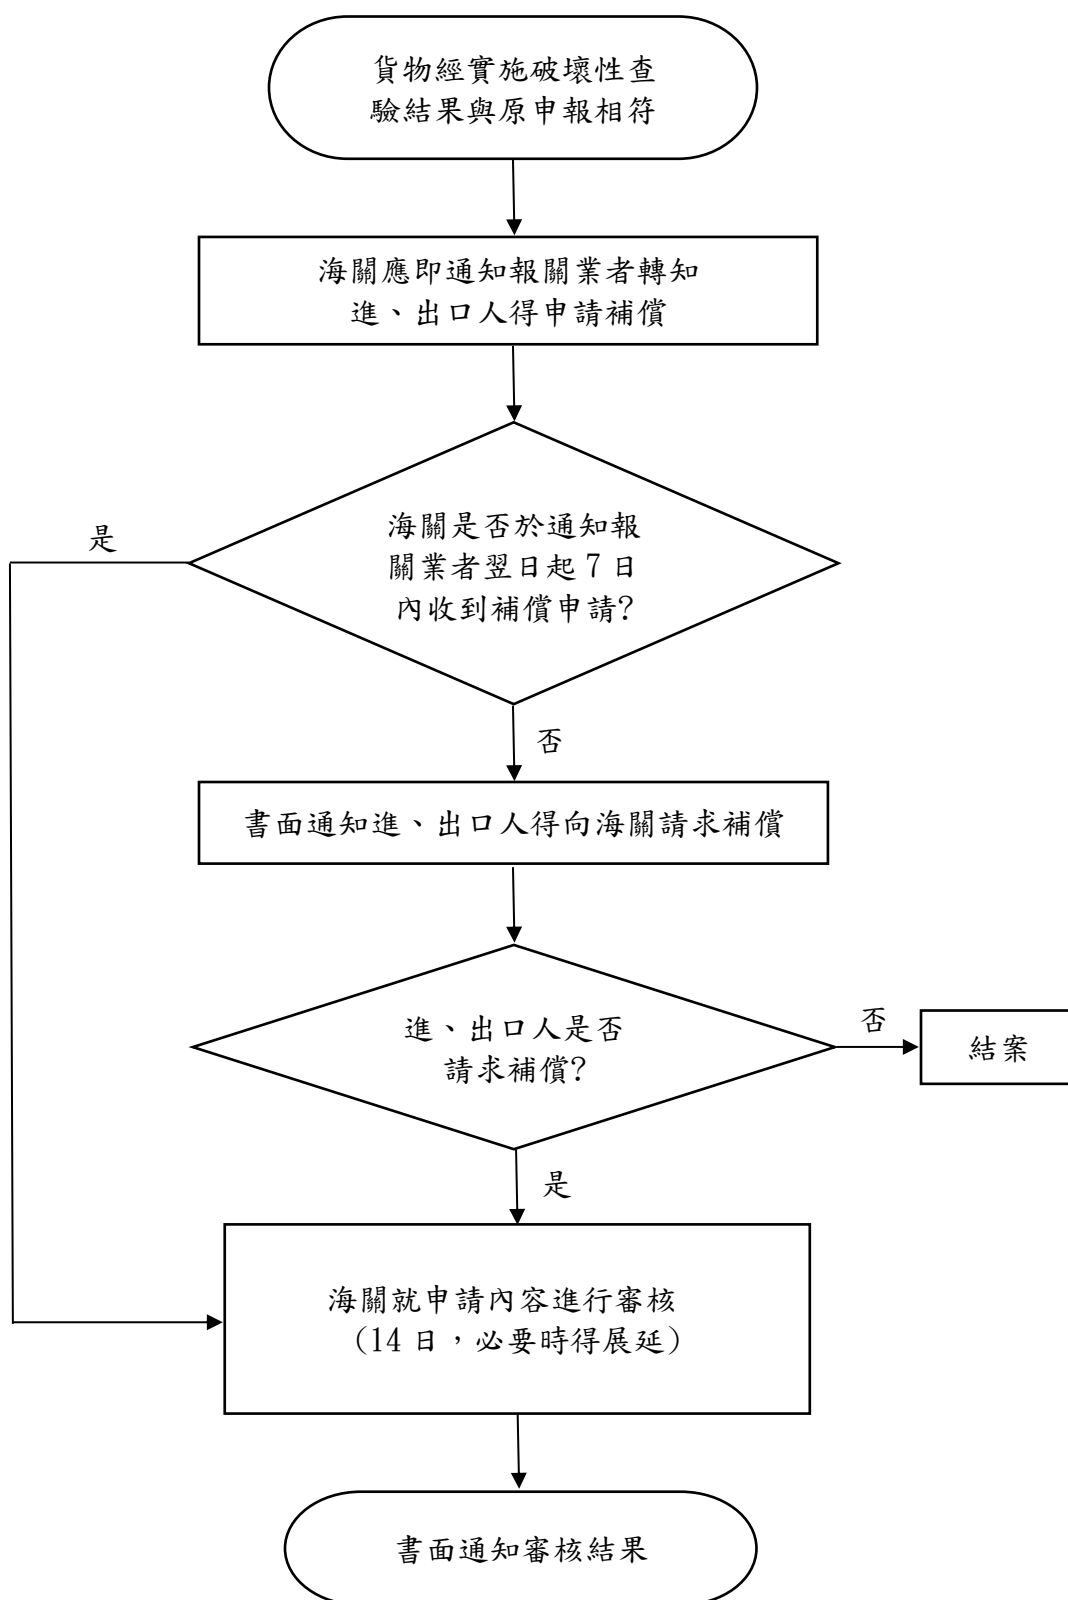 貨物經實施破壞性查
驗結果與原申報相符
海關應即通知報關業者轉知
進、出口人得申請補償
海關是否於通知報
關業者翌日起 7 日
內收到補償申請?
是
否
書面通知進、出口人得向海關請求補償
進、出口人是否
請求補償?
否
結案
是
海關就申請內容進行審核
（14 日，必要時得展延）
書面通知審核結果